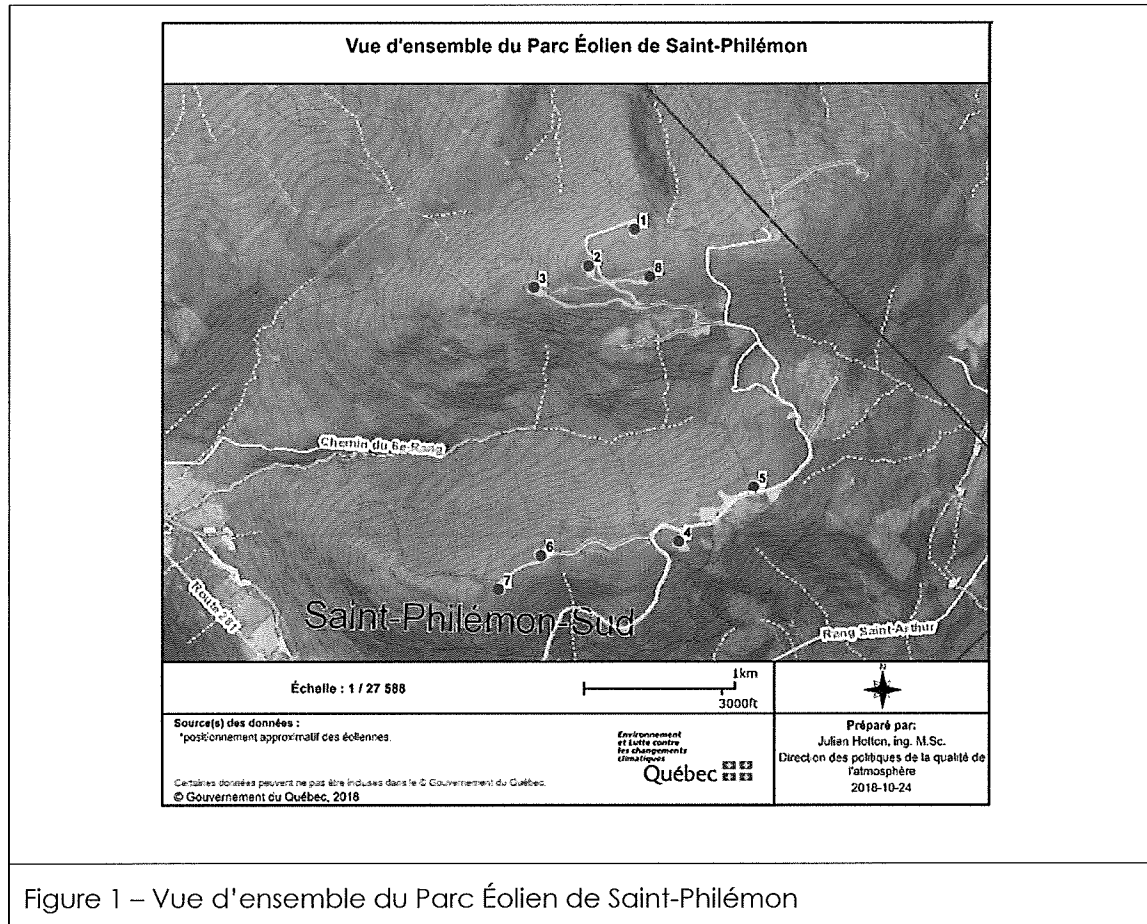 Vue d'ensemble du Parc Éolien de Saint-Philémon
1
2
8
3
Chemin du 6e-Rang
5
4
6
7
Route 281
Saint-Philémon-Sud
Rang Saint-Arthur
Échelle : 1 / 27 588
1km
3000ft
N
Source(s) des données :
*positionnement approximatif des éoliennes.
Certaines données peuvent ne pas être incluses dans le © Gouvernement du Québec.
© Gouvernement du Québec, 2018
Environnement
et Lutte contre
les changements
climatiques
Québec
Préparé par:
Julien Hotton, ing. M.Sc.
Direction des politiques de la qualité de
l'atmosphère
2018-10-24
Figure 1 – Vue d'ensemble du Parc Éolien de Saint-Philémon